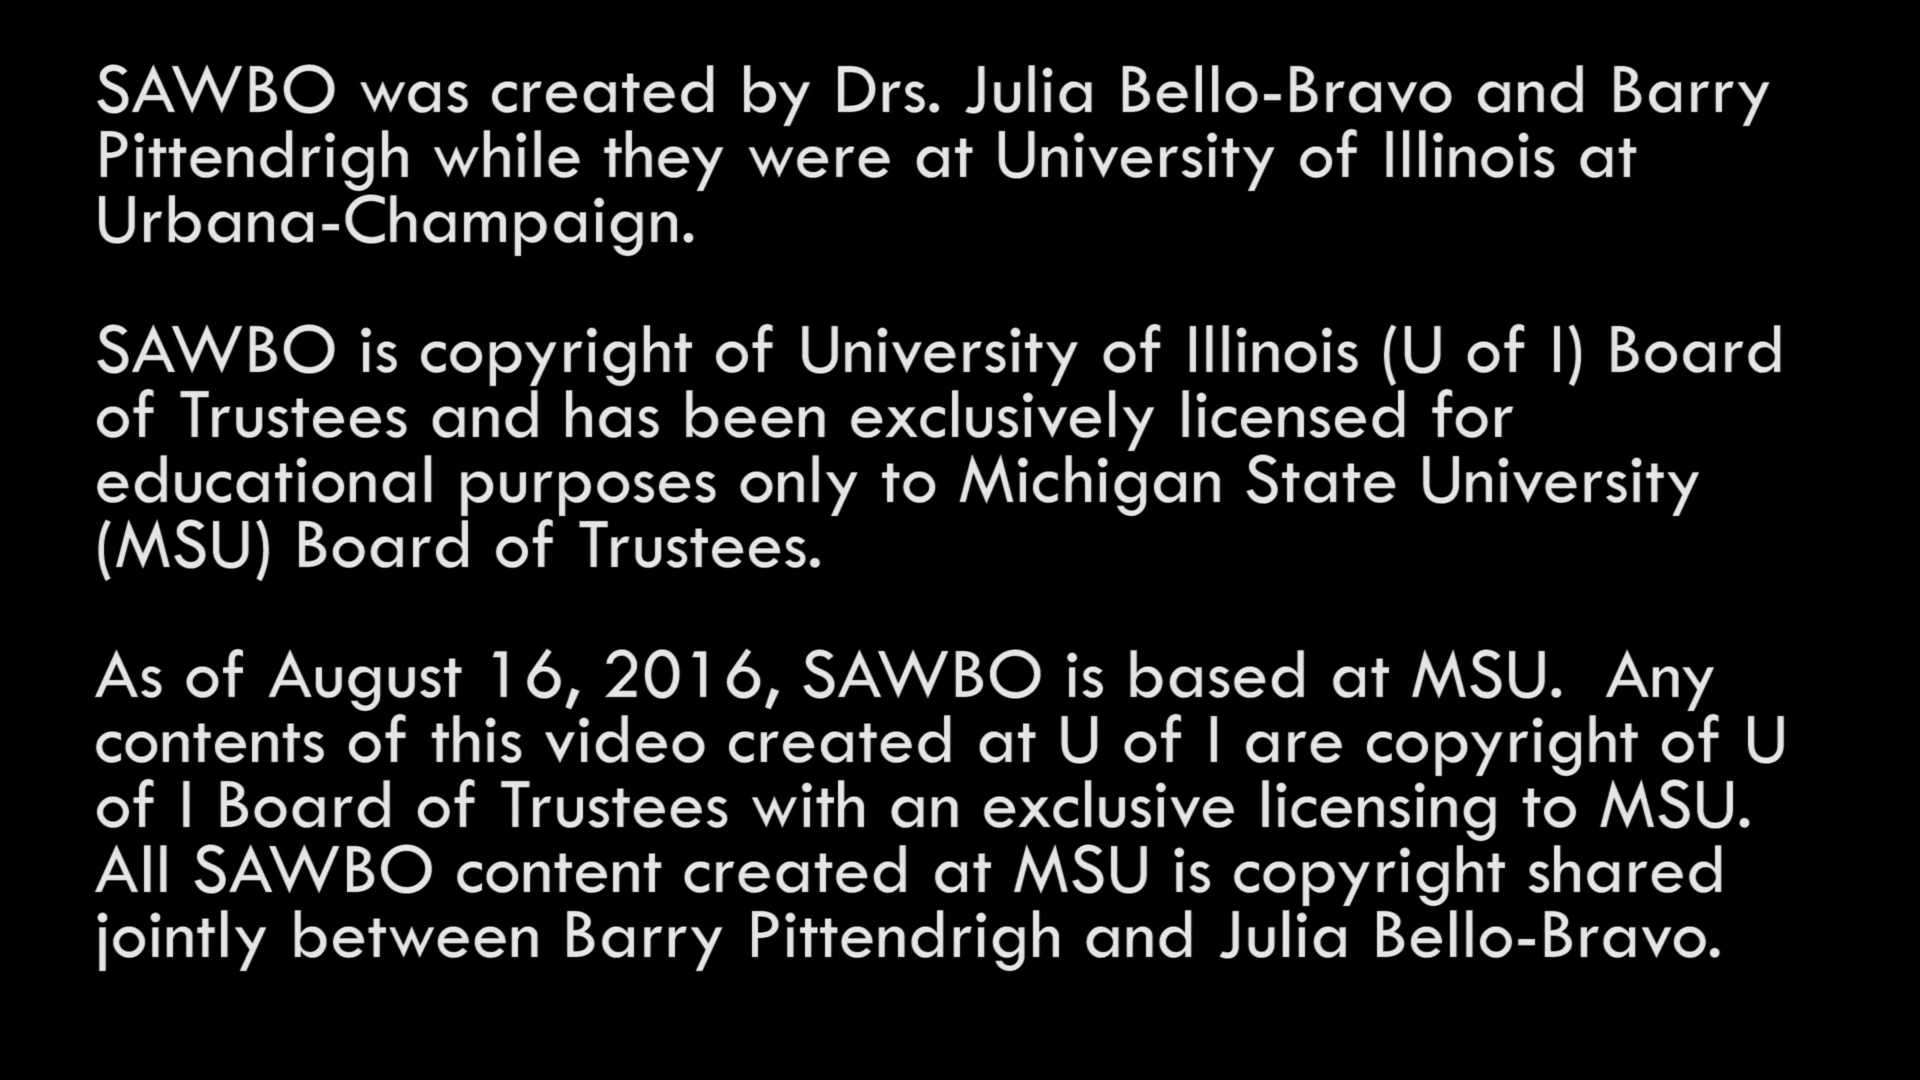 SAWBO was created by Drs. Julia Bello-Bravo and Barry
Pittendrigh while they were at University of Illinois at
Urbana-Champaign.
SAWBO is copyright of University of Illinois (U of I) Board
of Trustees and has been exclusively licensed for
educational purposes only to Michigan State University
(MSU) Board of Trustees.
As of August 16, 2016, SAWBO is based at MSU.  Any
contents of this video created at U of I are copyright of U
of I Board of Trustees with an exclusive licensing to MSU.
All SAWBO content created at MSU is copyright shared
jointly between Barry Pittendrigh and Julia Bello-Bravo.